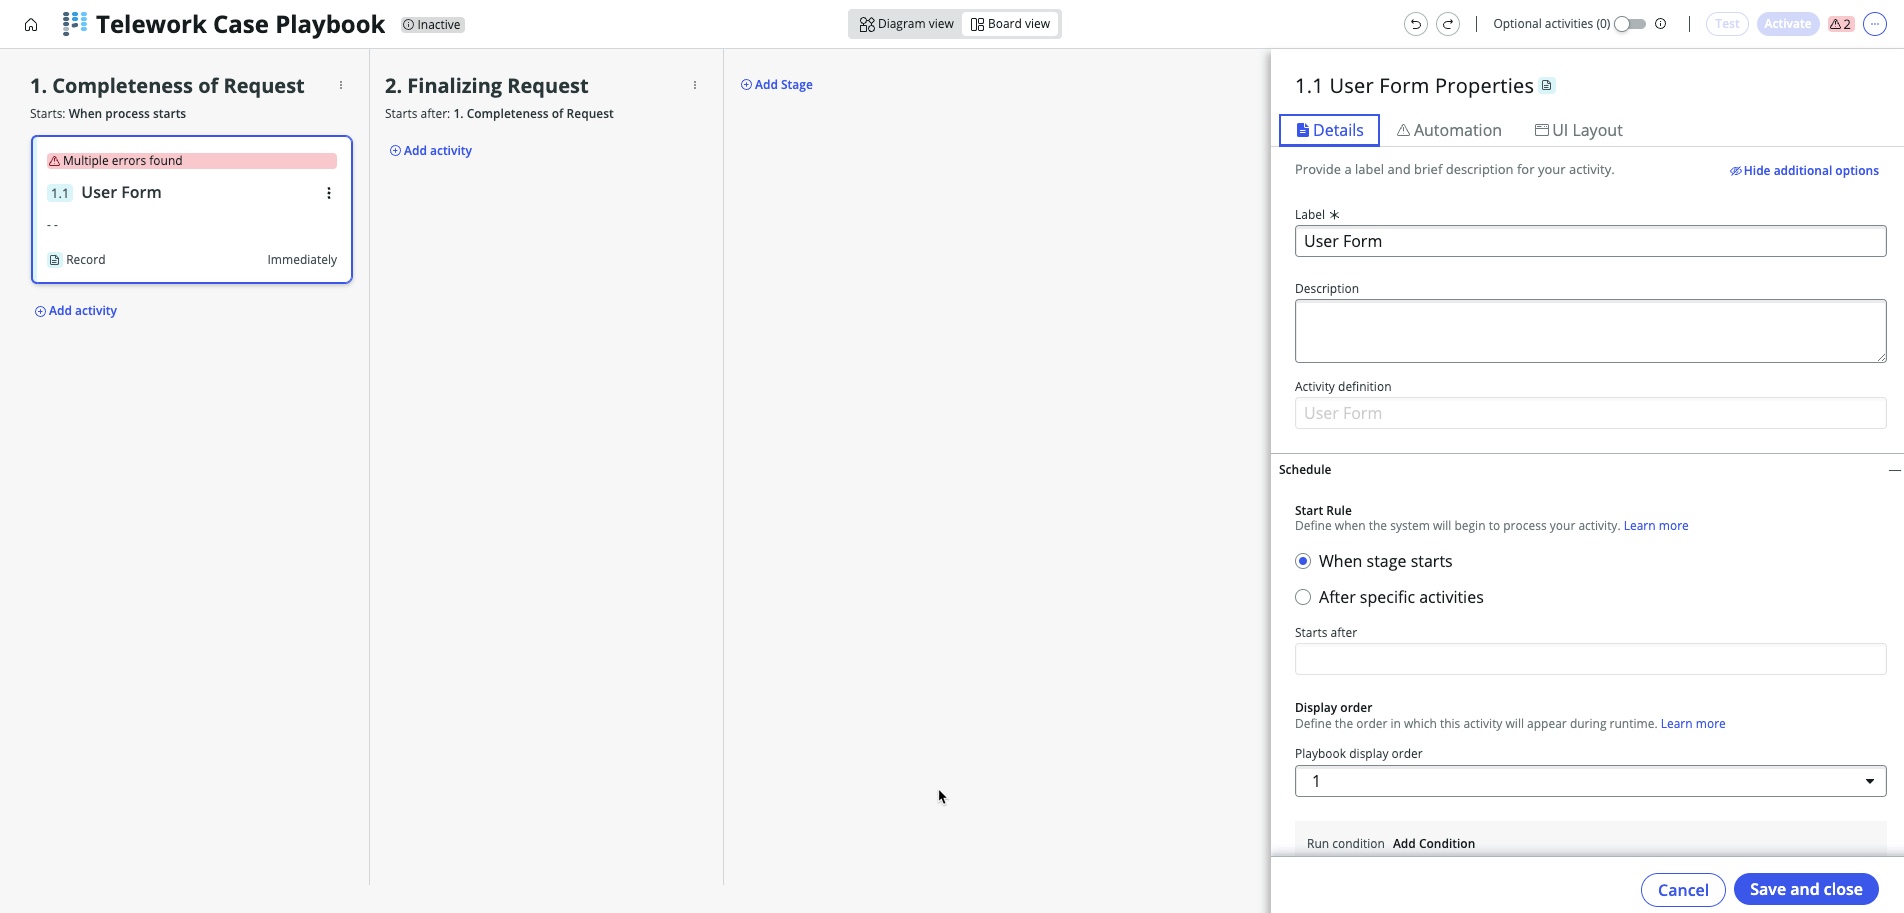 Telework Case Playbook
Inactive
Diagram view
Board view
Optional activities (0)
Test
Activate
2
1. Completeness of Request
Starts: When process starts
Multiple errors found
1.1 User Form
--
Record
Immediately
Add activity
2. Finalizing Request
Starts after: 1. Completeness of Request
Add activity
Add Stage
1.1 User Form Properties
Details
Automation
UI Layout
Provide a label and brief description for your activity.
Hide additional options
Label *
User Form
Description
Activity definition
User Form
Schedule
Start Rule
Define when the system will begin to process your activity. Learn more
When stage starts
After specific activities
Starts after
Display order
Define the order in which this activity will appear during runtime. Learn more
Playbook display order
1
Run condition Add Condition
Cancel
Save and close